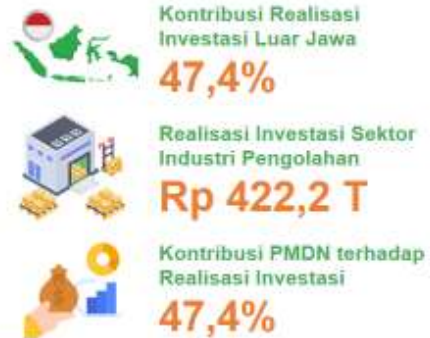 Kontribusi Realisasi
Investasi Luar Jawa
47,4%
Realisasi Investasi Sektor
Industri Pengolahan
Rp 422,2 T
Kontribusi PMDN terhadap
Realisasi Investasi
47,4%